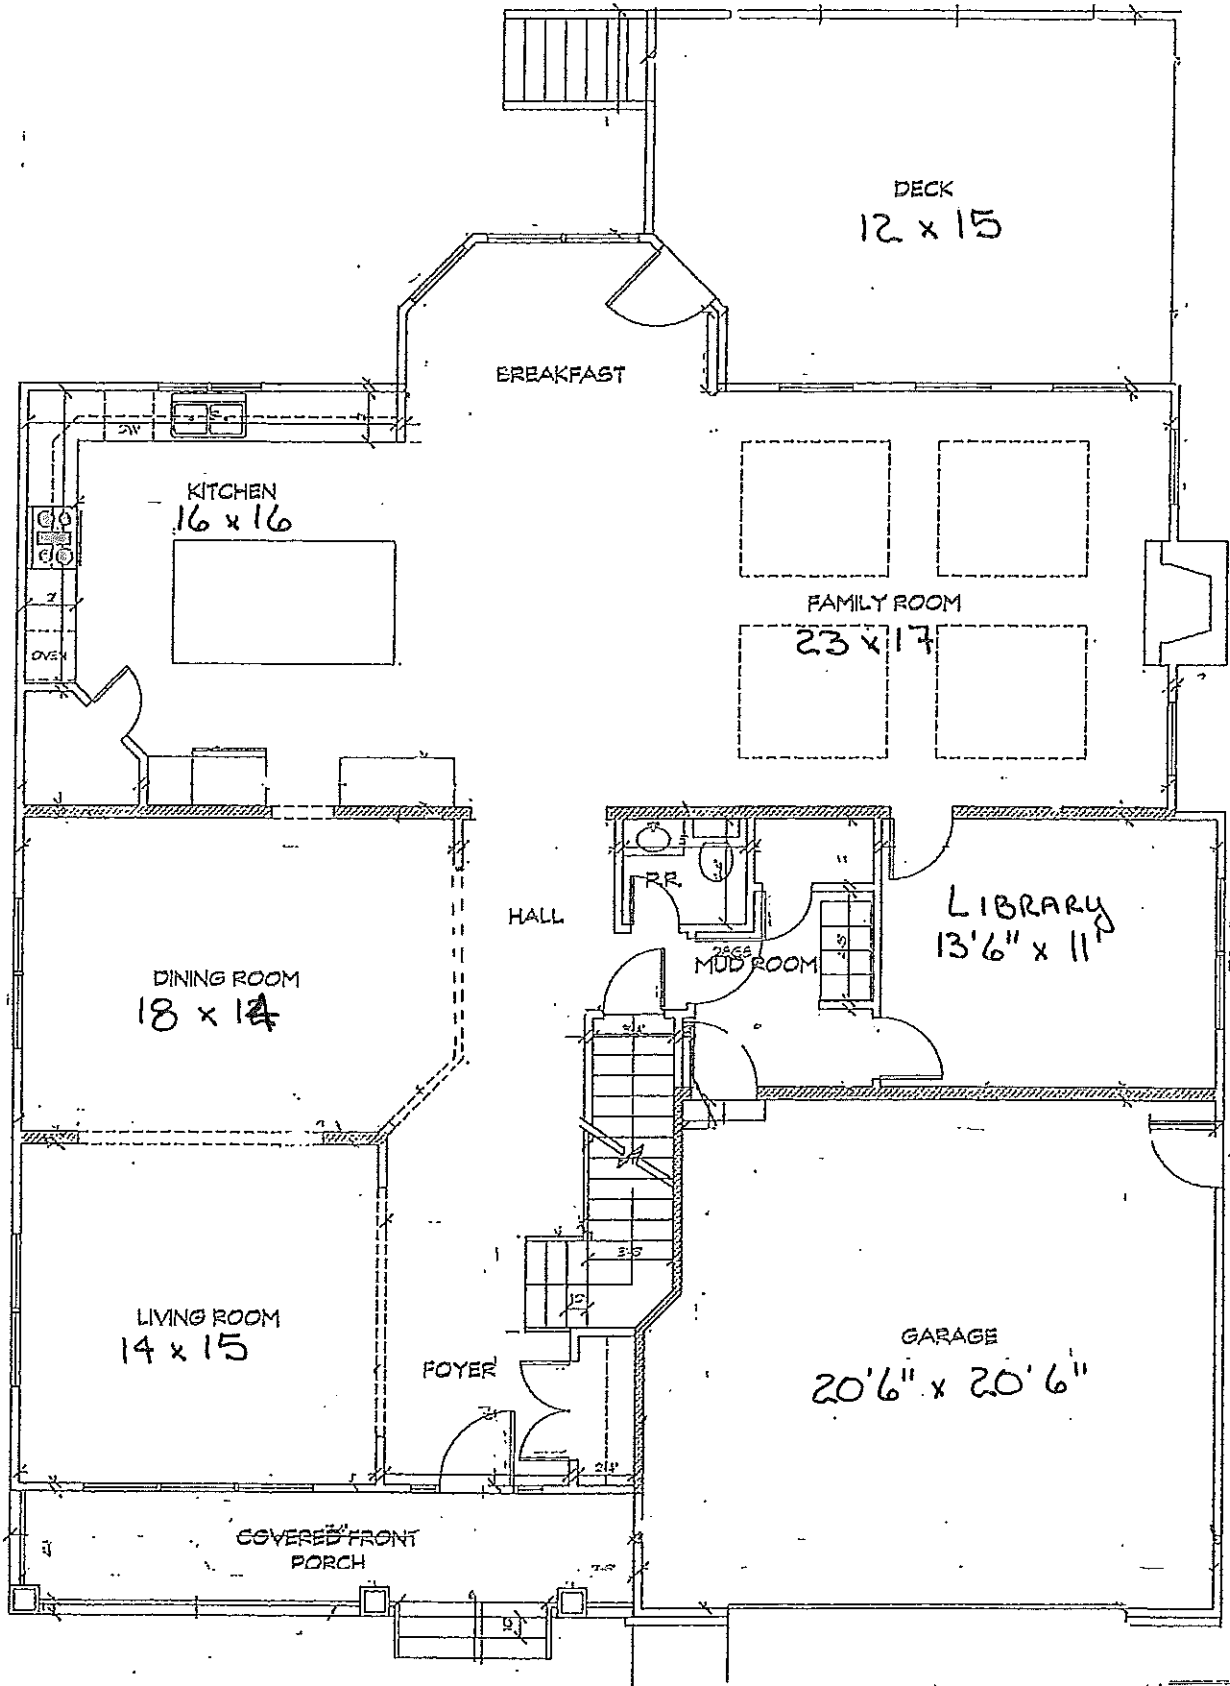 DECK
12 x 15
BREAKFAST
KITCHEN
16 x 16
FAMILY ROOM
23 x 17
OVEN
R.R.
HALL
LIBRARY
13'6" x 11'
MUD ROOM
DINING ROOM
18 x 14
LIVING ROOM
14 x 15
FOYER
GARAGE
20'6" x 20'6"
COVERED FRONT
PORCH